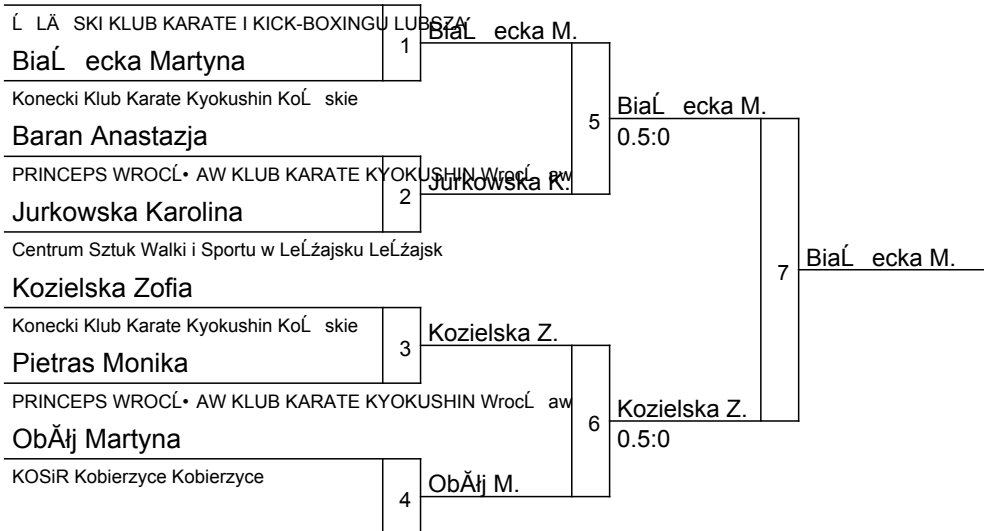 Ĺ LÄ SKI KLUB KARATE I KICK-BOXINGU LUBSZA
1
BiaĹ ecka M.
BiaĹ ecka Martyna
Konecki Klub Karate Kyokushin KoĹ skie
5
BiaĹ ecka M.
Baran Anastazja
0.5:0
PRINCEPS WROCĹ• AW KLUB KARATE KYOKUSHIN WrocĹ aw
2
Jurkowska K.
Jurkowska Karolina
Centrum Sztuk Walki i Sportu w LeĹźajsku LeĹźajsk
7
BiaĹ ecka M.
Kozielska Zofia
Konecki Klub Karate Kyokushin KoĹ skie
3
Kozielska Z.
Pietras Monika
PRINCEPS WROCĹ• AW KLUB KARATE KYOKUSHIN WrocĹ aw
6
Kozielska Z.
ObĂłj Martyna
0.5:0
KOSiR Kobierzyce Kobierzyce
4
ObĂłj M.